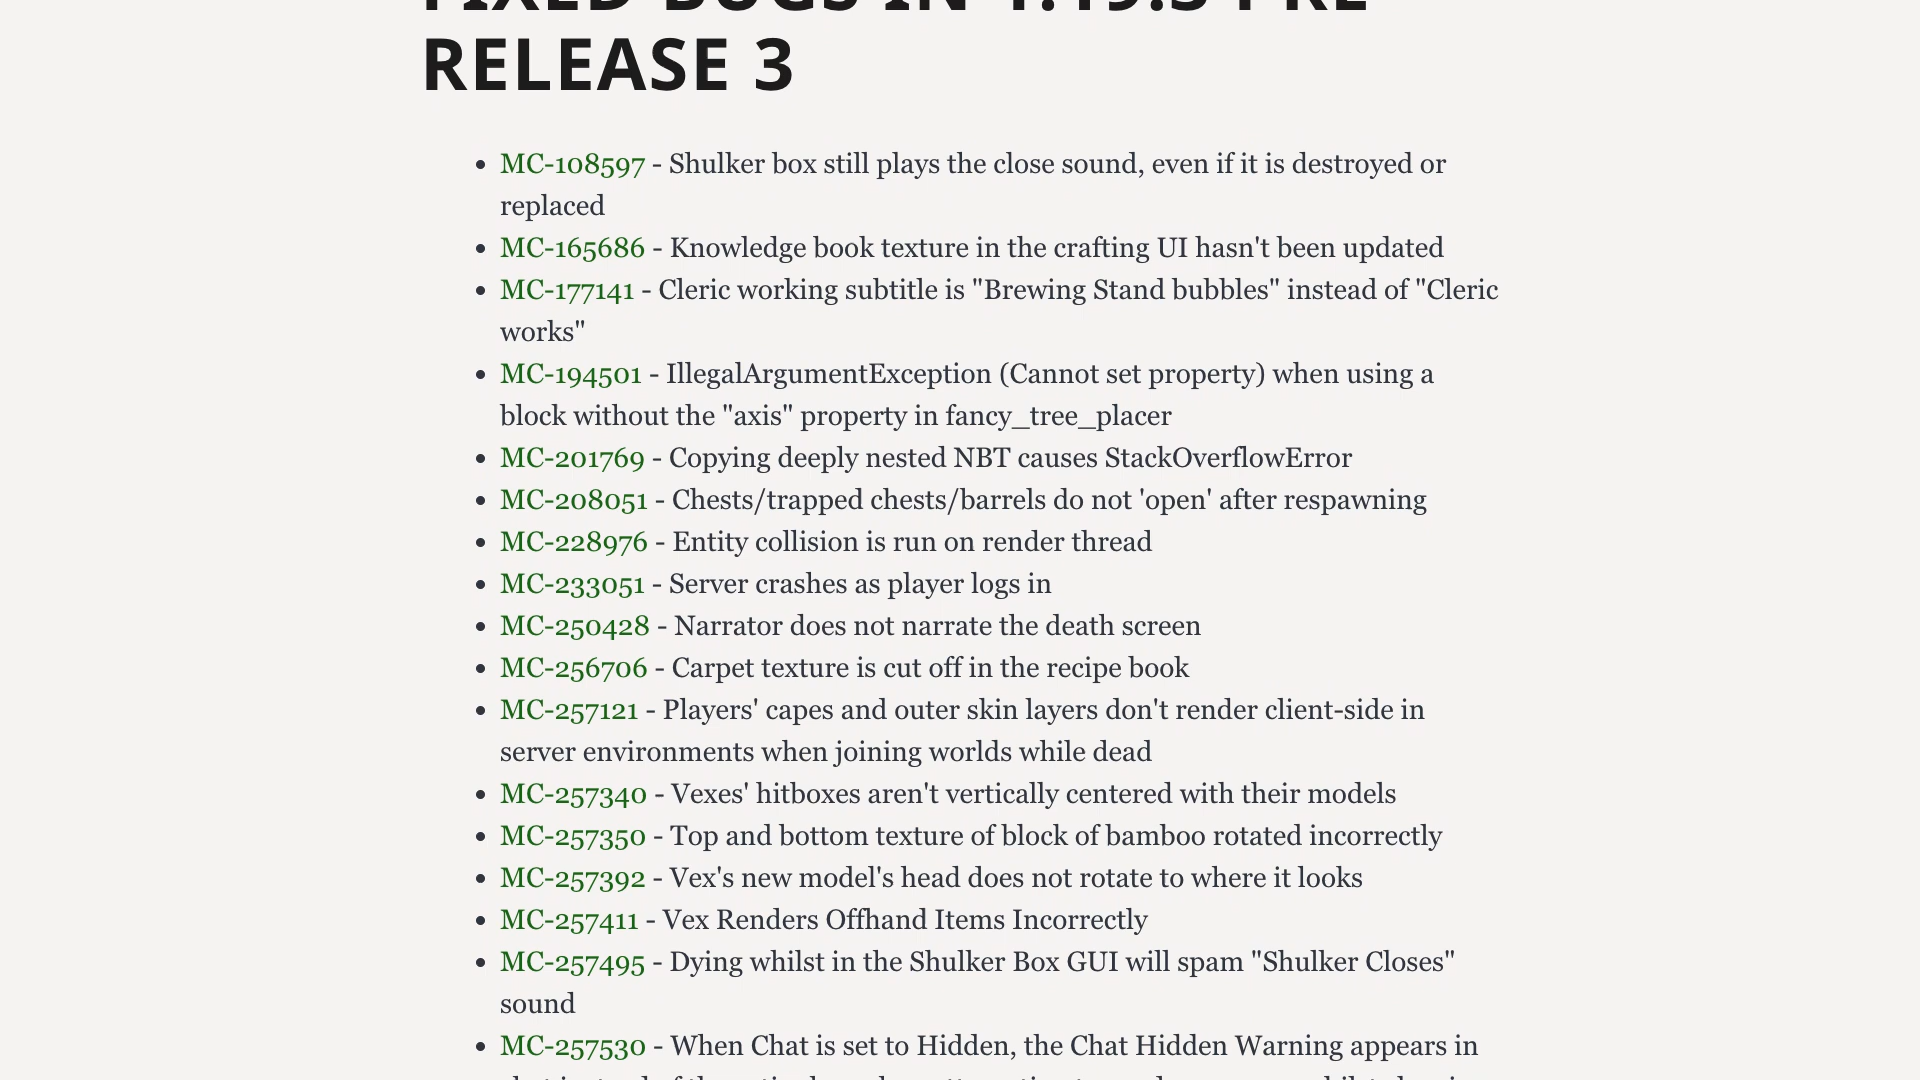 FIXED BUGS IN 1.19.3 PRE-
RELEASE 3
• MC-108597 - Shulker box still plays the close sound, even if it is destroyed or
replaced
• MC-165686 - Knowledge book texture in the crafting UI hasn't been updated
• MC-177141 - Cleric working subtitle is "Brewing Stand bubbles" instead of "Cleric
works"
• MC-194501 - IllegalArgumentException (Cannot set property) when using a
block without the "axis" property in fancy_tree_placer
• MC-201769 - Copying deeply nested NBT causes StackOverflowError
• MC-208051 - Chests/trapped chests/barrels do not 'open' after respawning
• MC-228976 - Entity collision is run on render thread
• MC-233051 - Server crashes as player logs in
• MC-250428 - Narrator does not narrate the death screen
• MC-256706 - Carpet texture is cut off in the recipe book
• MC-257121 - Players' capes and outer skin layers don't render client-side in
server environments when joining worlds while dead
• MC-257340 - Vexes' hitboxes aren't vertically centered with their models
• MC-257350 - Top and bottom texture of block of bamboo rotated incorrectly
• MC-257392 - Vex's new model's head does not rotate to where it looks
• MC-257411 - Vex Renders Offhand Items Incorrectly
• MC-257495 - Dying whilst in the Shulker Box GUI will spam "Shulker Closes"
sound
• MC-257530 - When Chat is set to Hidden, the Chat Hidden Warning appears in